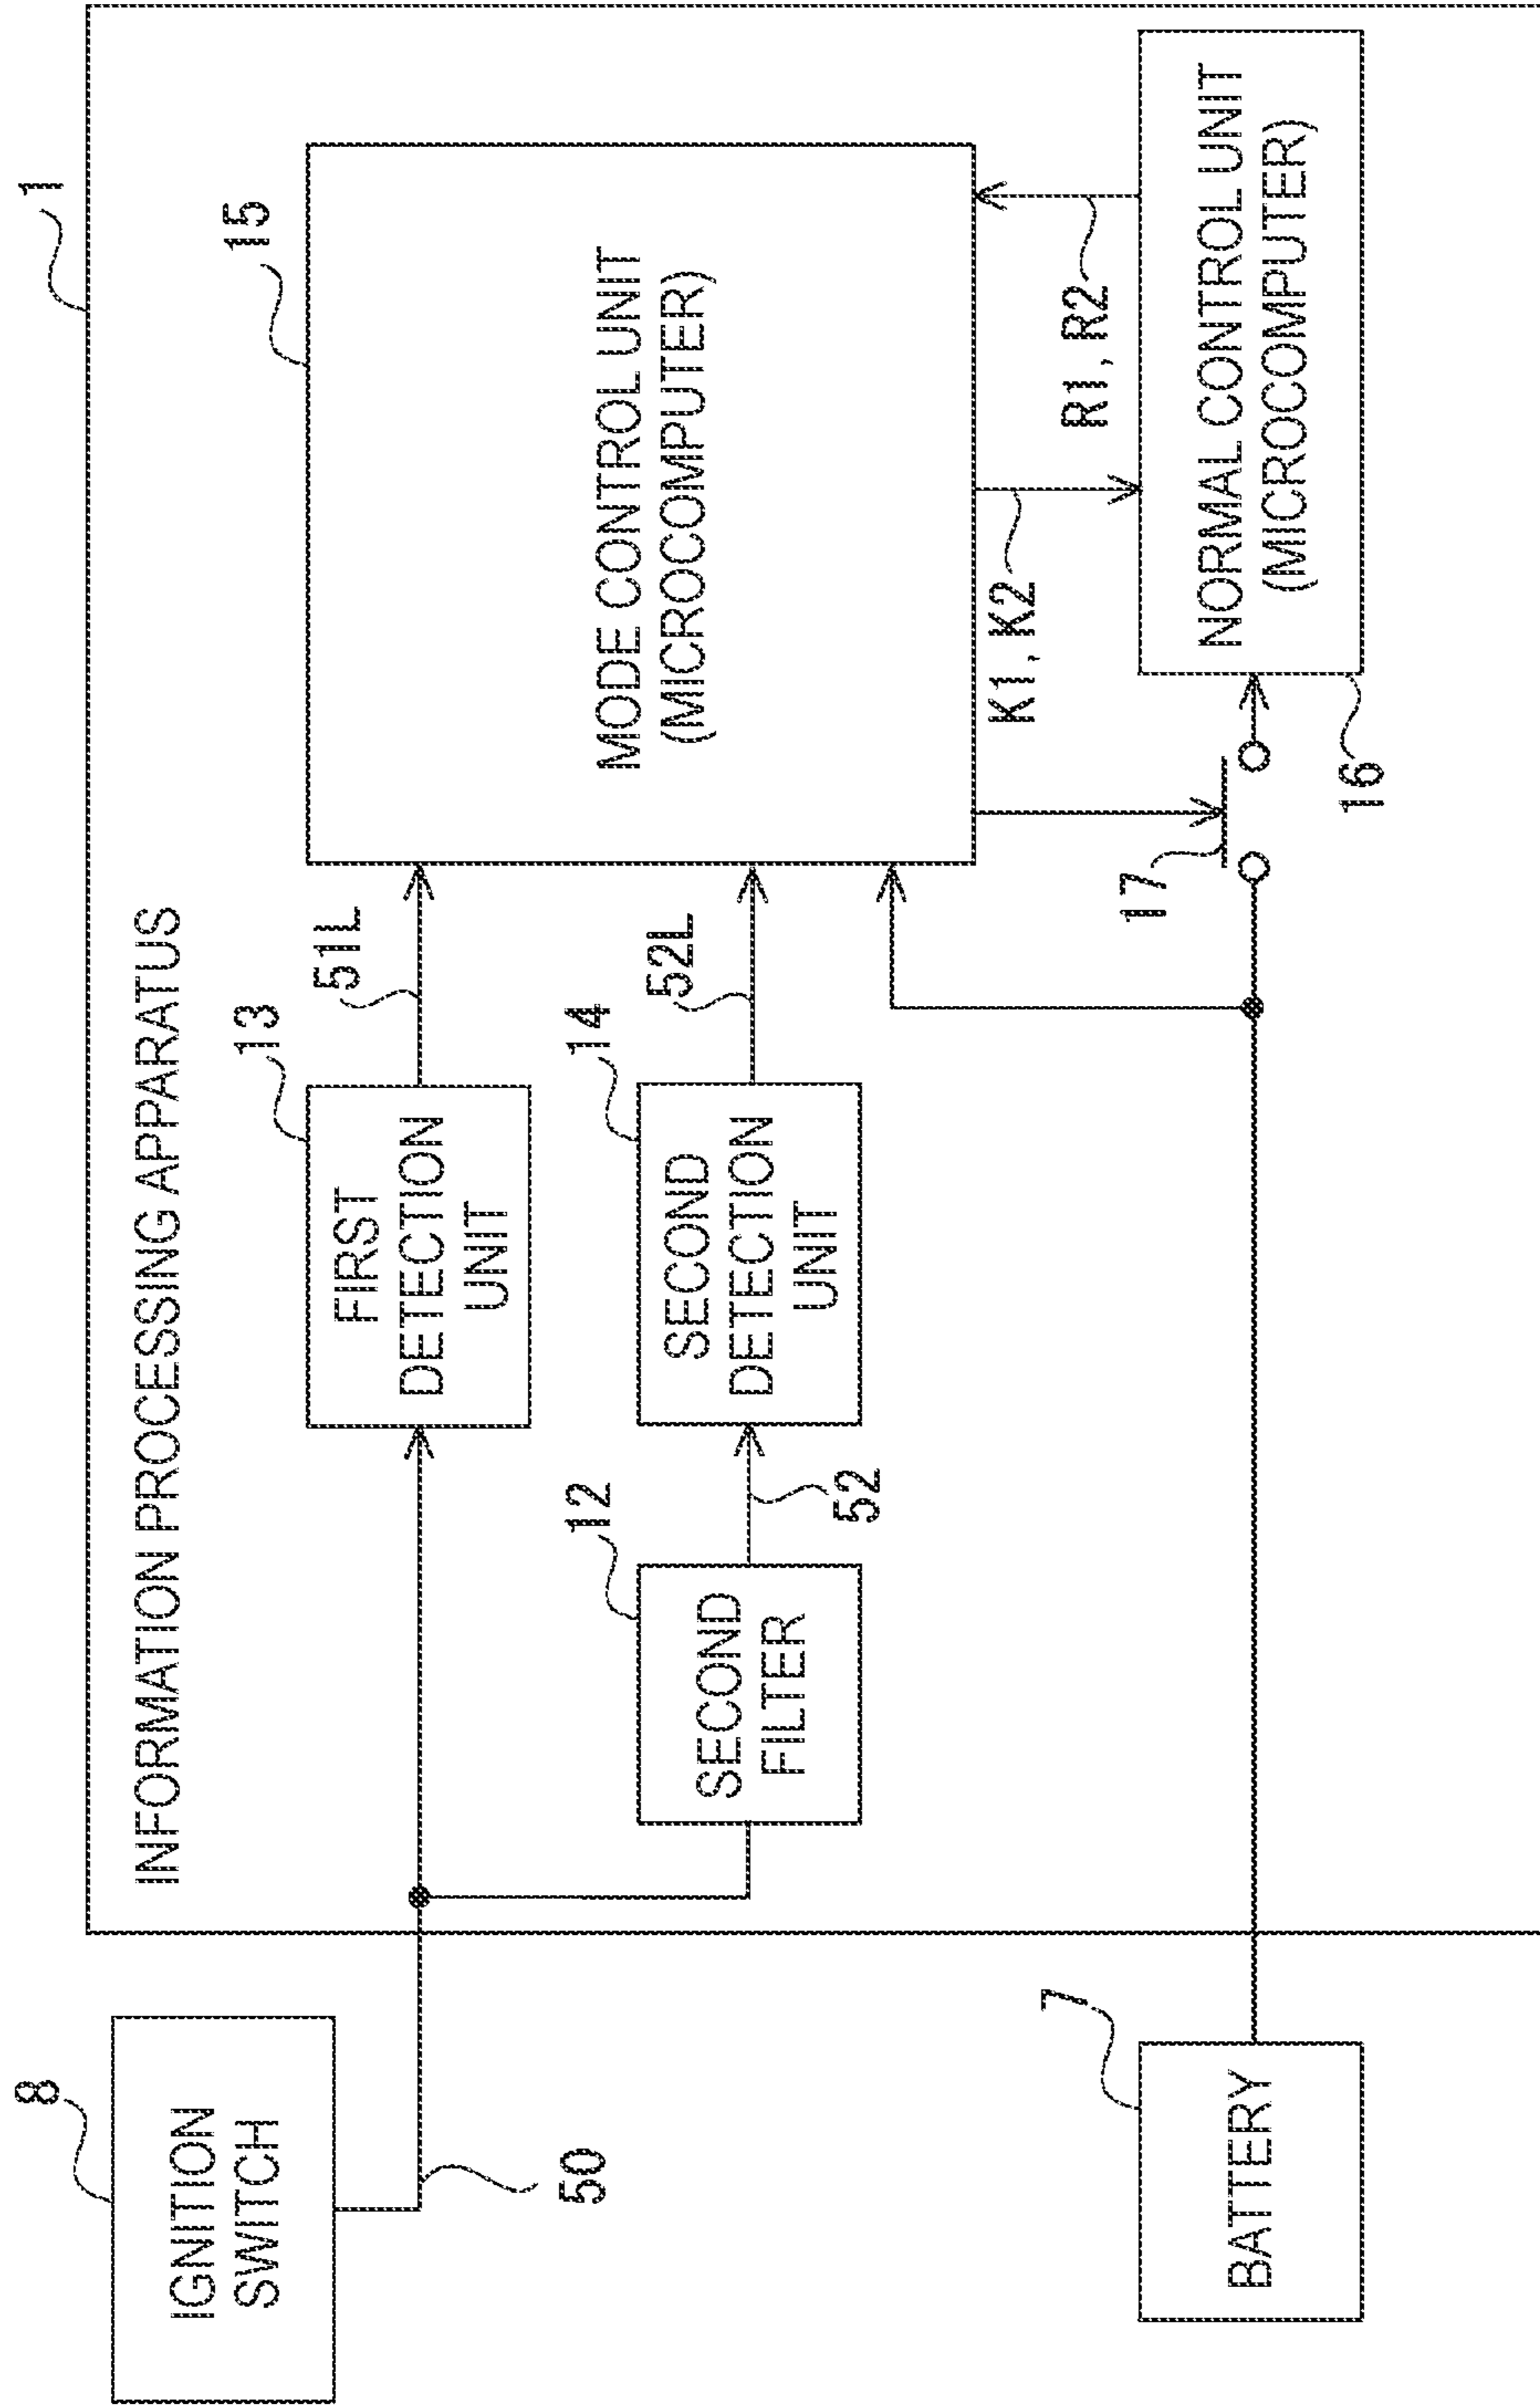 1
INFORMATION PROCESSING APPARATUS
8
IGNITION
SWITCH
50
13
FIRST
DETECTION
UNIT
51L
15
MODE CONTROL UNIT
(MICROCOMPUTER)
12
SECOND
FILTER
52
14
SECOND
DETECTION
UNIT
52L
K1, K2
R1, R2
7
BATTERY
17
16
NORMAL CONTROL UNIT
(MICROCOMPUTER)